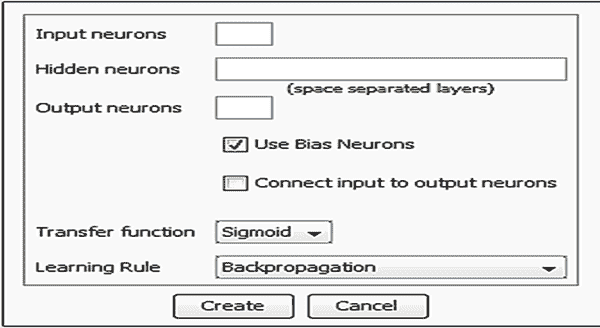 Input neurons
Hidden neurons
(space separated layers)
Output neurons
Use Bias Neurons
Connect input to output neurons
Transfer function Sigmoid
Learning Rule Backpropagation
Create Cancel